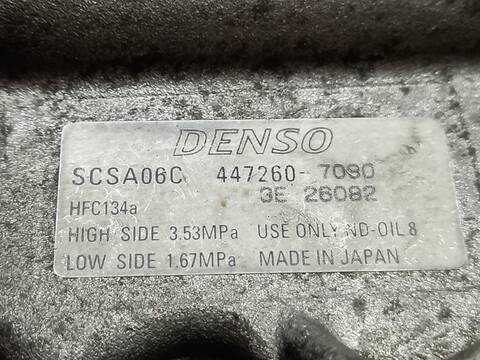 DENSO
SCSA06C 447260-7090
3E 26082
HFC134a
HIGH SIDE 3.53MPa USE ONLY ND-OIL 8
LOW SIDE 1.67MPa MADE IN JAPAN